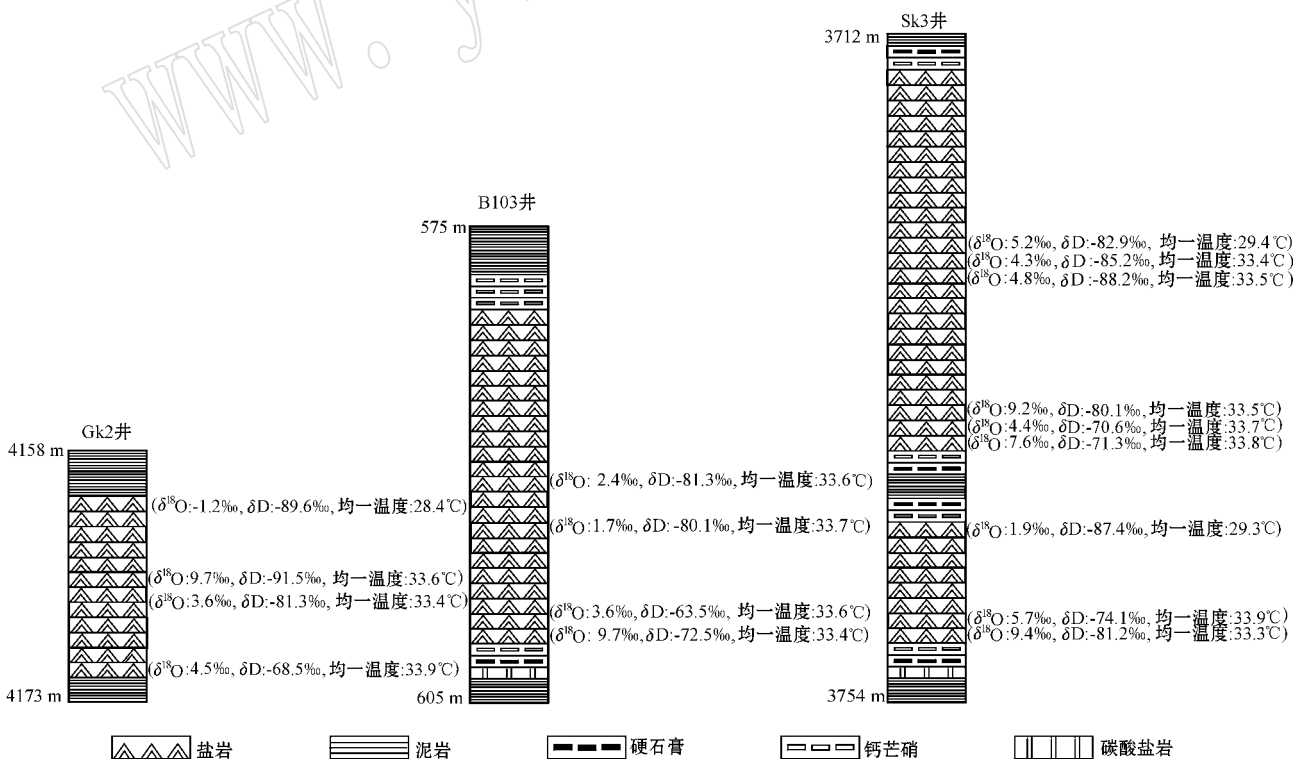 www.y
Sk3井
3712 m
B103井
575 m
(δ¹⁸O:5.2‰, δD:-82.9‰, 均一温度:29.4℃)
(δ¹⁸O:4.3‰, δD:-85.2‰, 均一温度:33.4℃)
(δ¹⁸O:4.8‰, δD:-88.2‰, 均一温度:33.5℃)
(δ¹⁸O:9.2‰, δD:-80.1‰, 均一温度:33.5℃)
(δ¹⁸O:4.4‰, δD:-70.6‰, 均一温度:33.7℃)
(δ¹⁸O:7.6‰, δD:-71.3‰, 均一温度:33.8℃)
Gk2井
4158 m
(δ¹⁸O: 2.4‰, δD:-81.3‰, 均一温度:33.6℃)
(δ¹⁸O:-1.2‰, δD:-89.6‰, 均一温度:28.4℃)
(δ¹⁸O:1.7‰, δD:-80.1‰, 均一温度:33.7℃)
(δ¹⁸O:1.9‰, δD:-87.4‰, 均一温度:29.3℃)
(δ¹⁸O:9.7‰, δD:-91.5‰, 均一温度:33.6℃)
(δ¹⁸O:3.6‰, δD:-81.3‰, 均一温度:33.4℃)
(δ¹⁸O:3.6‰, δD:-63.5‰, 均一温度:33.6℃)
(δ¹⁸O: 9.7‰, δD:-72.5‰, 均一温度:33.4℃)
(δ¹⁸O:5.7‰, δD:-74.1‰, 均一温度:33.9℃)
(δ¹⁸O:9.4‰, δD:-81.2‰, 均一温度:33.3℃)
(δ¹⁸O:4.5‰, δD:-68.5‰, 均一温度:33.9℃)
4173 m
605 m
3754 m
盐岩
泥岩
硬石膏
钙芒硝
碳酸盐岩